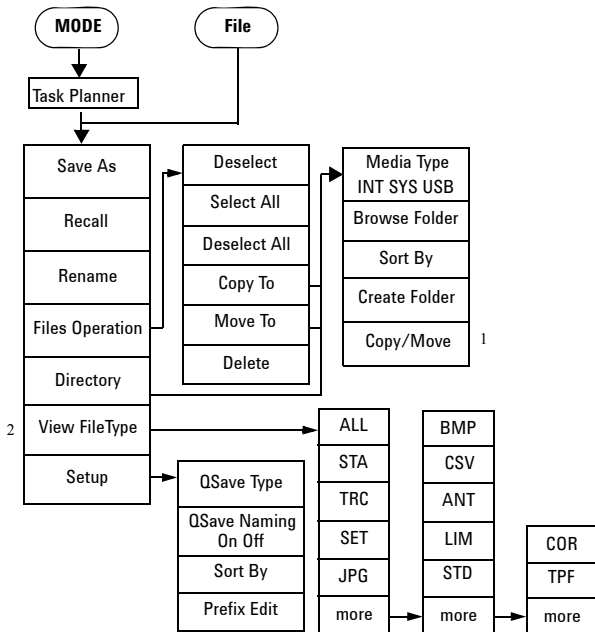 MODE
File
Task Planner
Save As
Recall
Rename
Files Operation
Directory
2
View FileType
Setup
Deselect
Select All
Deselect All
Copy To
Move To
Delete
Media Type
INT SYS USB
Browse Folder
Sort By
Create Folder
Copy/Move
1
QSave Type
QSave Naming
On Off
Sort By
Prefix Edit
ALL
STA
TRC
SET
JPG
more
BMP
CSV
ANT
LIM
STD
more
COR
TPF
more